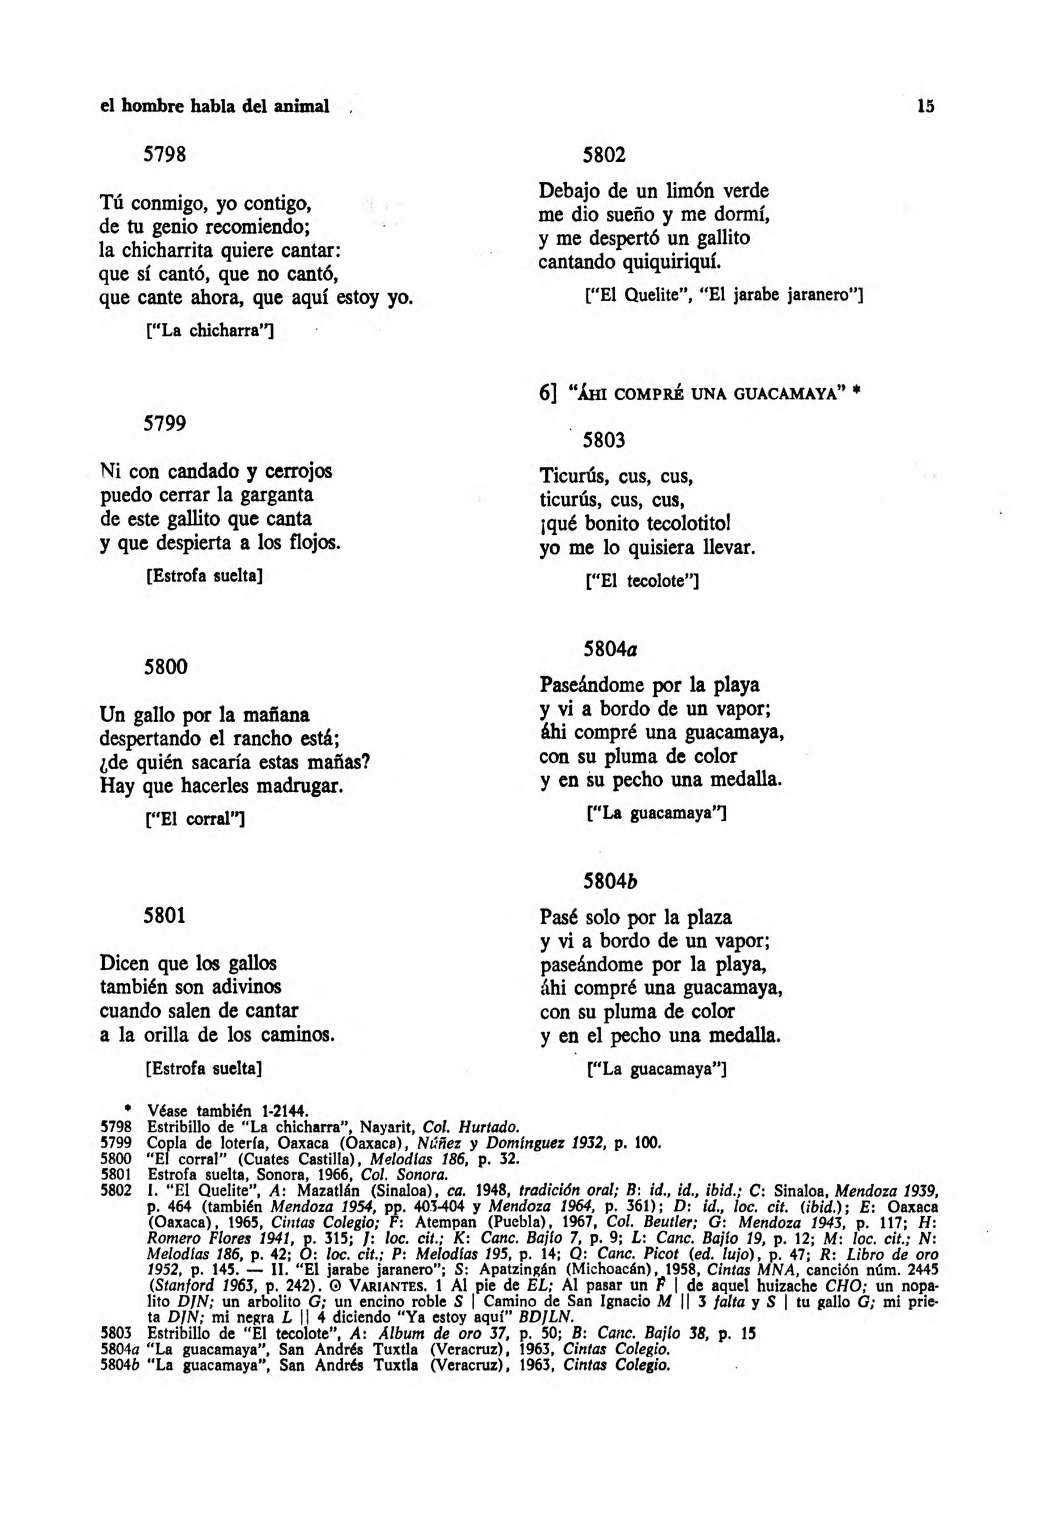 el hombre habla del animal
15
5798
Tú conmigo, yo contigo,
de tu genio recomiendo;
la chicharrita quiere cantar:
que sí cantó, que no cantó,
que cante ahora, que aquí estoy yo.
["La chicharra"]
5799
Ni con candado y cerrojos
puedo cerrar la garganta
de este gallito que canta
y que despierta a los flojos.
[Estrofa suelta]
5800
Un gallo por la mañana
despertando el rancho está;
¿de quién sacaría estas mañas?
Hay que hacerles madrugar.
["El corral"]
5801
Dicen que los gallos
también son adivinos
cuando salen de cantar
a la orilla de los caminos.
[Estrofa suelta]
5802
Debajo de un limón verde
me dio sueño y me dormí,
y me despertó un gallito
cantando quiquiriquí.
["El Quelite", "El jarabe jaranero"]
6] "ÁHI COMPRÉ UNA GUACAMAYA" *
5803
Ticurús, cus, cus,
ticurús, cus, cus,
¡qué bonito tecolotito!
yo me lo quisiera llevar.
["El tecolote"]
5804a
Paseándome por la playa
y vi a bordo de un vapor;
áhi compré una guacamaya,
con su pluma de color
y en su pecho una medalla.
["La guacamaya"]
5804b
Pasé solo por la plaza
y vi a bordo de un vapor;
paseándome por la playa,
áhi compré una guacamaya,
con su pluma de color
y en el pecho una medalla.
["La guacamaya"]
* Véase también 1-2144.
5798 Estribillo de "La chicharra", Nayarit, Col. Hurtado.
5799 Copla de lotería, Oaxaca (Oaxaca), Núñez y Domínguez 1932, p. 100.
5800 "El corral" (Cuates Castilla), Melodías 186, p. 32.
5801 Estrofa suelta, Sonora, 1966, Col. Sonora.
5802 I. "El Quelite", A: Mazatlán (Sinaloa), ca. 1948, tradición oral; B: id., id., ibid.; C: Sinaloa, Mendoza 1939,
p. 464 (también Mendoza 1954, pp. 403-404 y Mendoza 1964, p. 361); D: id., loc. cit. (ibid.); E: Oaxaca
(Oaxaca), 1965, Cintas Colegio; F: Atempan (Puebla), 1967, Col. Beutler; G: Mendoza 1943, p. 117; H:
Romero Flores 1941, p. 315; J: loc. cit.; K: Canc. Bajío 7, p. 9; L: Canc. Bajío 19, p. 12; M: loc. cit.; N:
Melodías 186, p. 42; O: loc. cit.; P: Melodías 195, p. 14; Q: Canc. Picot (ed. lujo), p. 47; R: Libro de oro
1952, p. 145. — II. "El jarabe jaranero"; S: Apatzingán (Michoacán), 1958, Cintas MNA, canción núm. 2445
(Stanford 1963, p. 242). ⊙ VARIANTES. 1 Al pie de EL; Al pasar un F | de aquel huizache CHO; un nopa-
lito DJN; un arbolito G; un encino roble S | Camino de San Ignacio M || 3 falta y S | tu gallo G; mi prie-
ta DJN; mi negra L || 4 diciendo "Ya estoy aquí" BDJLN.
5803 Estribillo de "El tecolote", A: Álbum de oro 37, p. 50; B: Canc. Bajío 38, p. 15
5804a "La guacamaya", San Andrés Tuxtla (Veracruz), 1963, Cintas Colegio.
5804b "La guacamaya", San Andrés Tuxtla (Veracruz), 1963, Cintas Colegio.